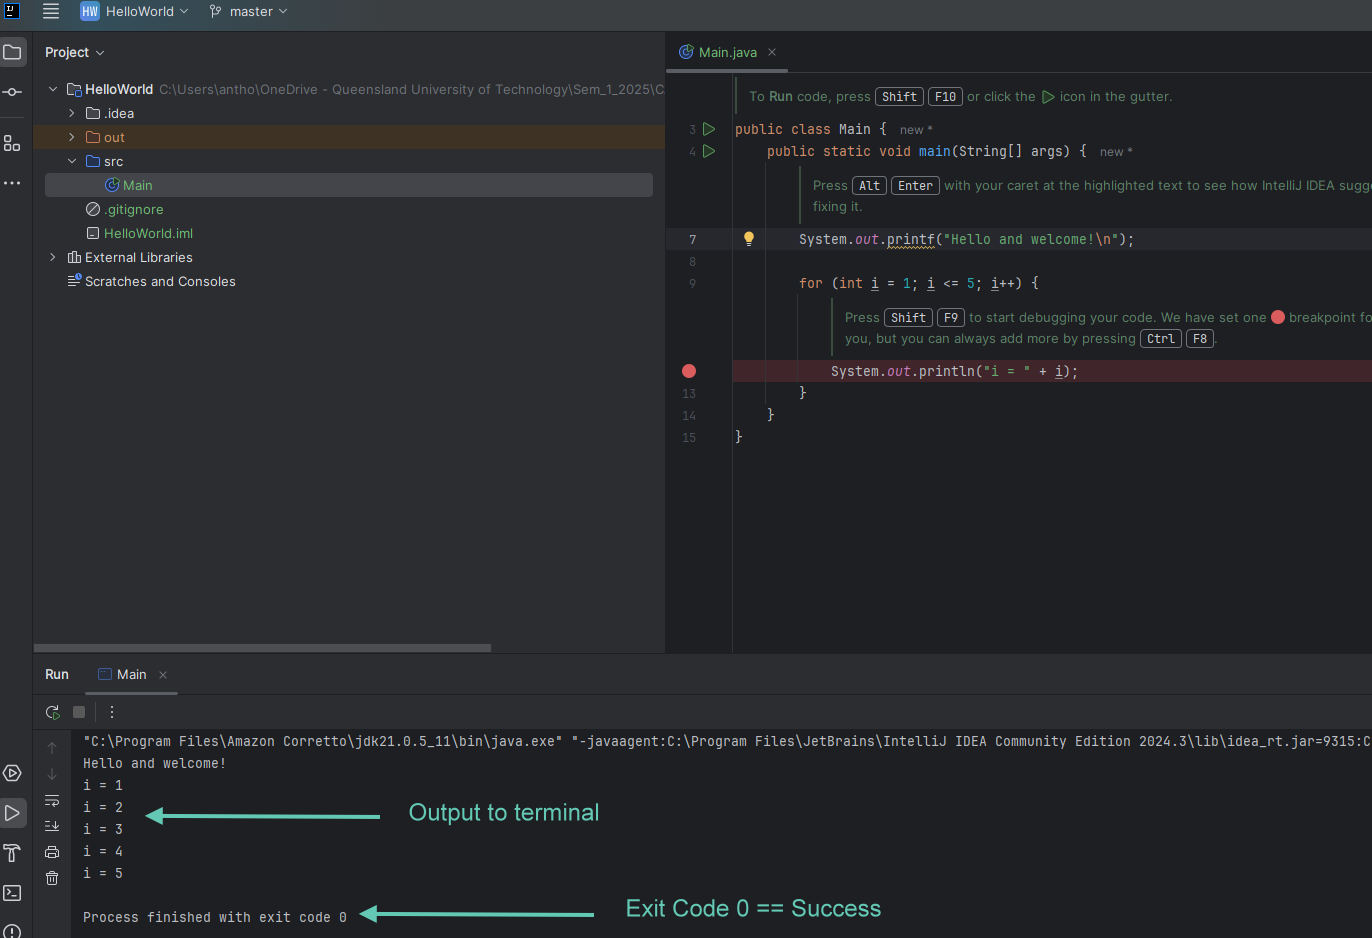 IJ
HW HelloWorld master
Project
HelloWorld C:\Users\antho\OneDrive - Queensland University of Technology\Sem_1_2025\C
.idea
out
src
Main
.gitignore
HelloWorld.iml
External Libraries
Scratches and Consoles
Main.java
To Run code, press Shift F10 or click the icon in the gutter.
3 public class Main { new *
4 public static void main(String[] args) { new *
Press Alt Enter with your caret at the highlighted text to see how IntelliJ IDEA sugge
fixing it.
7 System.out.printf("Hello and welcome!\n");
8
9 for (int i = 1; i <= 5; i++) {
Press Shift F9 to start debugging your code. We have set one breakpoint fo
you, but you can always add more by pressing Ctrl F8.
System.out.println("i = " + i);
13 }
14 }
15 }
Run Main
"C:\Program Files\Amazon Corretto\jdk21.0.5_11\bin\java.exe" "-javaagent:C:\Program Files\JetBrains\IntelliJ IDEA Community Edition 2024.3\lib\idea_rt.jar=9315:C
Hello and welcome!
i = 1
i = 2
Output to terminal
i = 3
i = 4
i = 5
Process finished with exit code 0
Exit Code 0 == Success